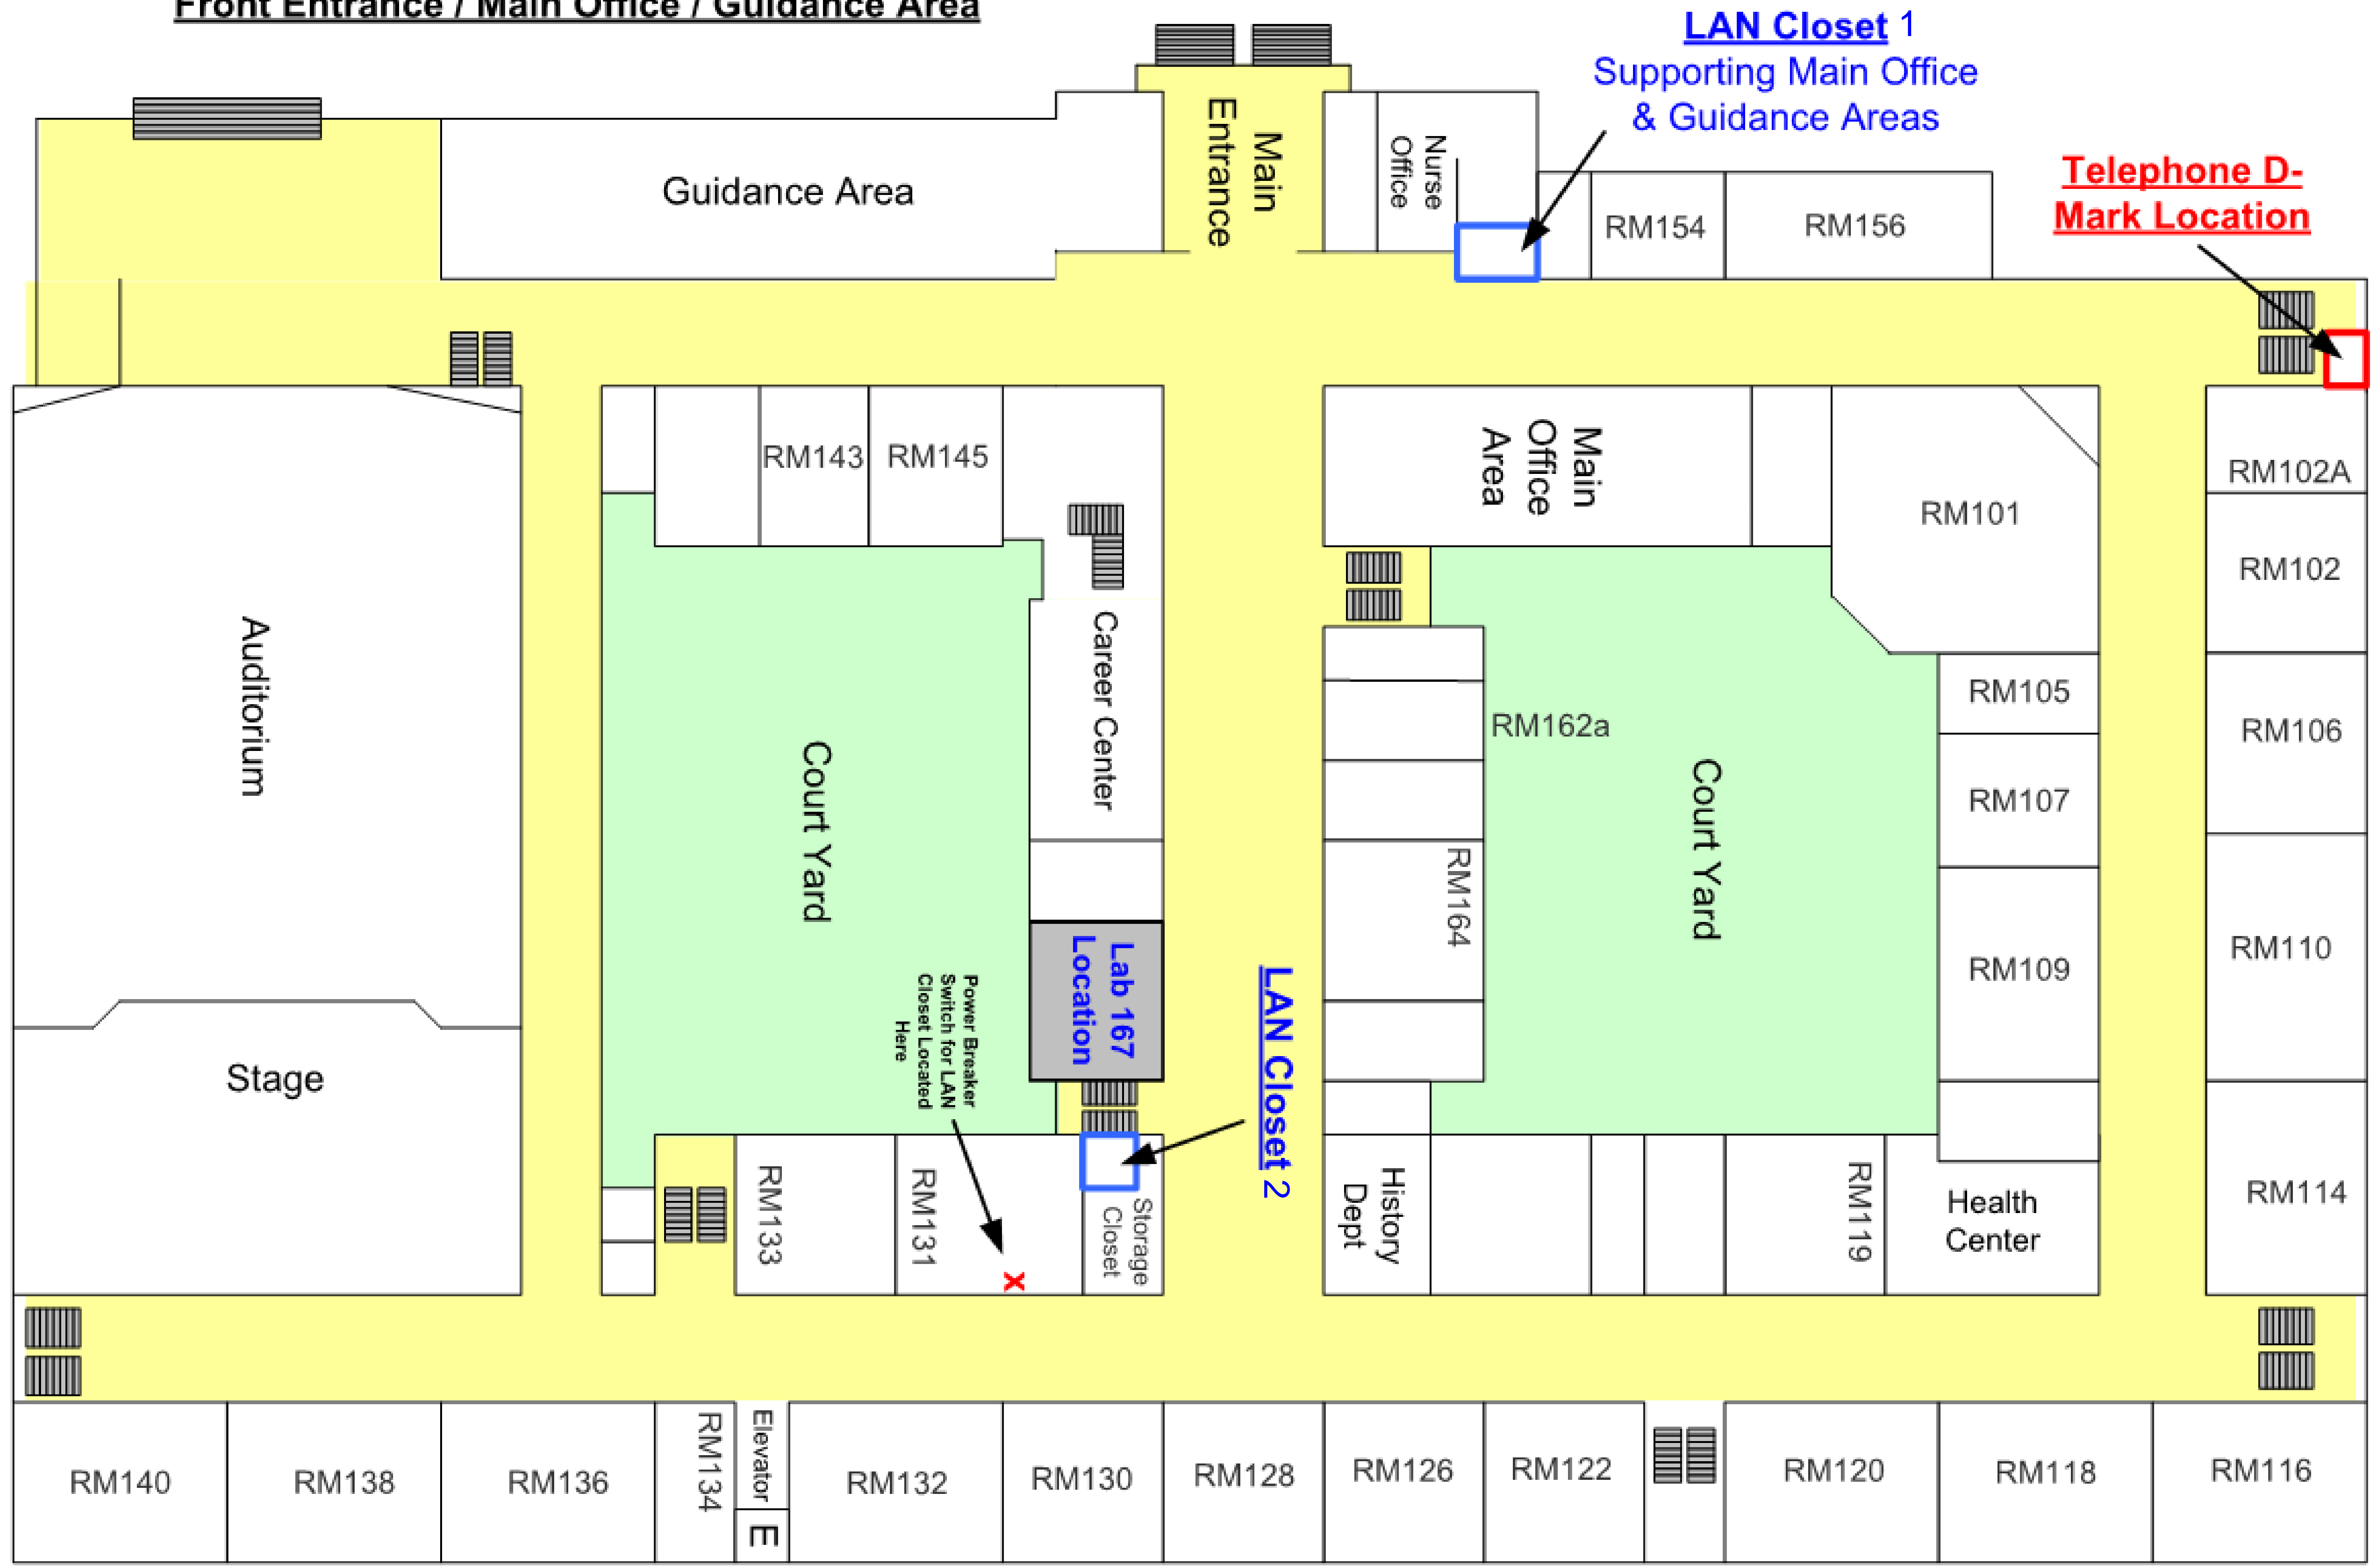 Front Entrance / Main Office / Guidance Area
LAN Closet 1
Supporting Main Office
& Guidance Areas
Telephone D-
Mark Location
Main
Entrance
Nurse
Office
Guidance Area
RM154
RM156
RM143
RM145
Main
Office
Area
RM101
RM102A
RM102
Auditorium
Court Yard
Career Center
RM162a
Court Yard
RM105
RM106
RM107
RM164
RM109
RM110
Lab 167
Location
Power Breaker
Switch for LAN
Closet Located
Here
LAN Closet 2
Stage
RM133
RM131
x
Storage
Closet
History
Dept
RM119
Health
Center
RM114
RM140
RM138
RM136
RM134
Elevator
E
RM132
RM130
RM128
RM126
RM122
RM120
RM118
RM116